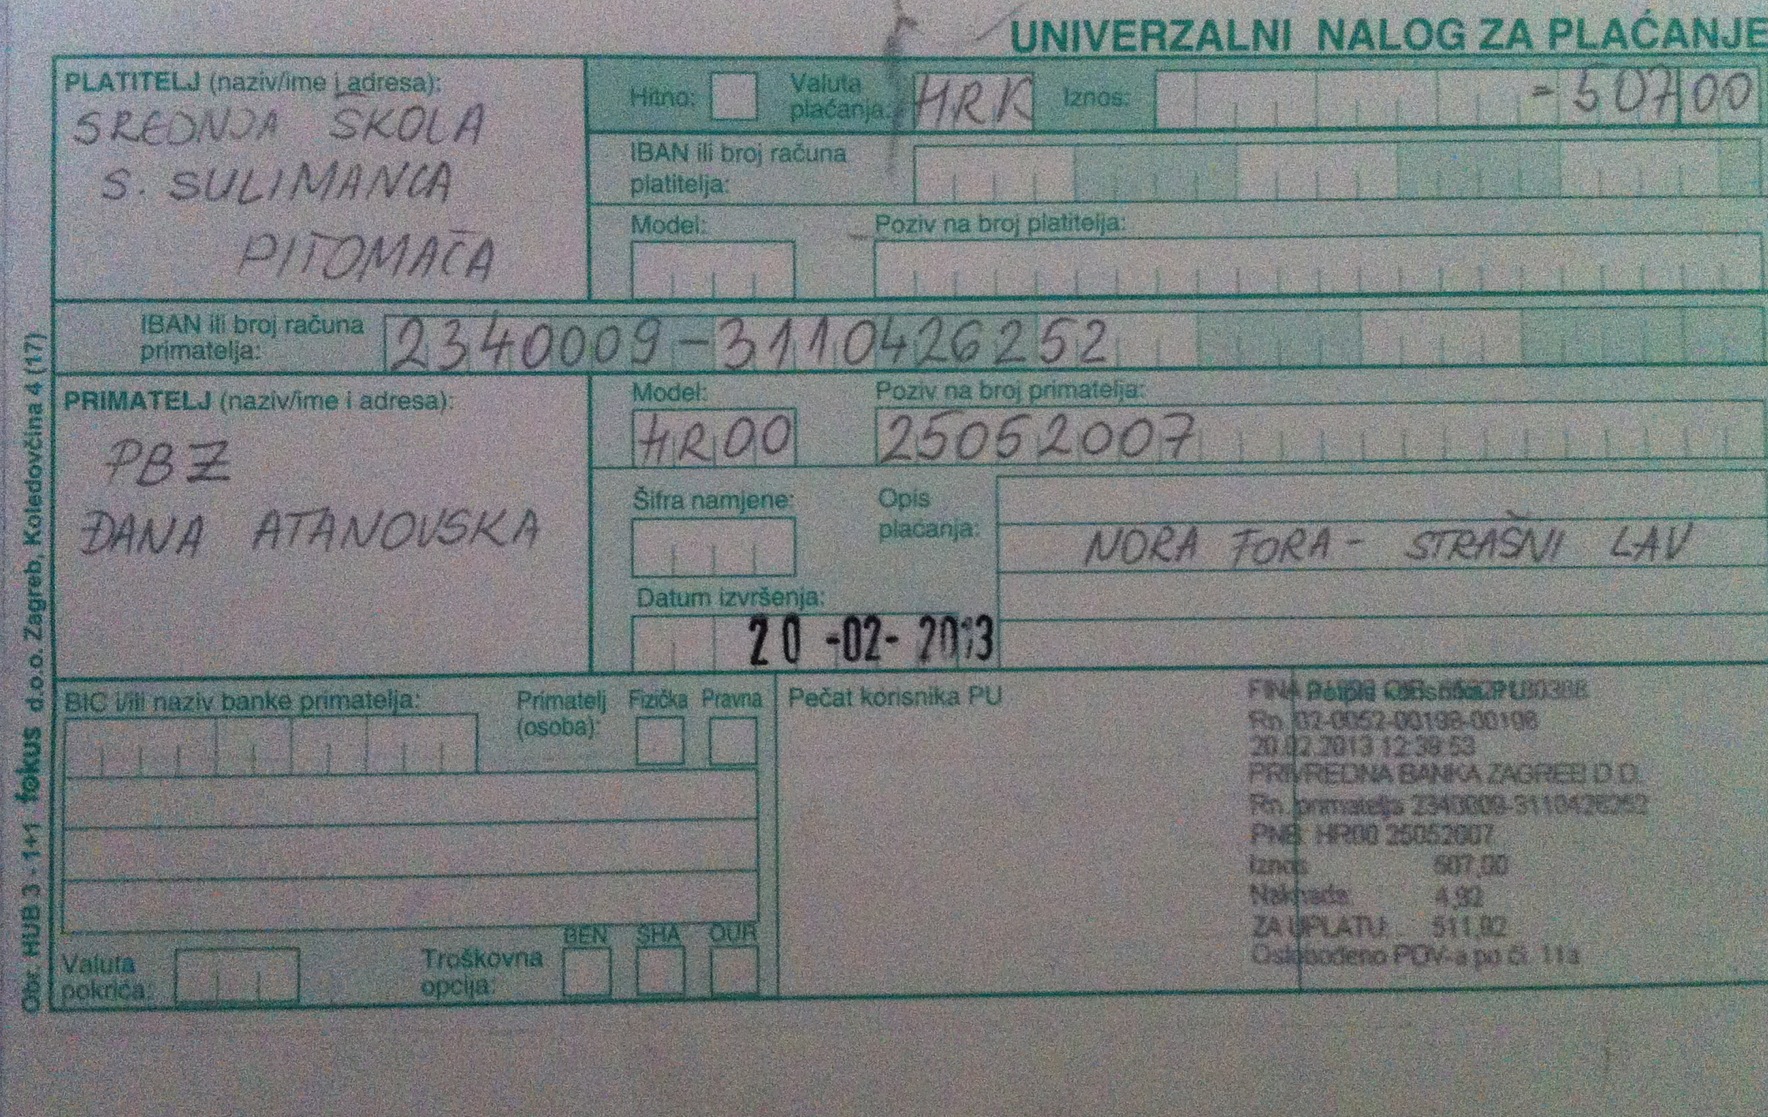 UNIVERZALNI NALOG ZA PLAĆANJE
PLATITELJ (naziv/ime i adresa):
SREDNJA ŠKOLA
S. SULIMANCA
PITOMAČA
Hitno:
Valuta plaćanja:
HRK
Iznos:
=50700
IBAN ili broj računa platitelja:
Model:
Poziv na broj platitelja:
IBAN ili broj računa primatelja:
2340009-3110426252
PRIMATELJ (naziv/ime i adresa):
PBZ
ĐANA ATANOVSKA
Model:
HR00
Poziv na broj primatelja:
25052007
Šifra namjene:
Opis plaćanja:
NORA FORA - STRAŠNI LAV
Datum izvršenja:
20-02-2013
BIC i/ili naziv banke primatelja:
Primatelj (osoba):
Fizička
Pravna
Valuta pokrića:
Troškovna opcija:
BEN
SHA
OUR
Pečat korisnika PU
FINA
Rn. 02-0052-00198-00198
20.02.2013 12:39:53
PRIVREDNA BANKA ZAGREB D.D.
Rn. primatelja 2340009-3110426252
PNB: HR00 25052007
Iznos 507,00
Naknada 4,92
ZA UPLATU: 511,92
Oslobođeno PDV-a po čl. 11a
Obr. HUB 3 - 1+1 fokus d.o.o. Zagreb, Koledovčina 4 (17)